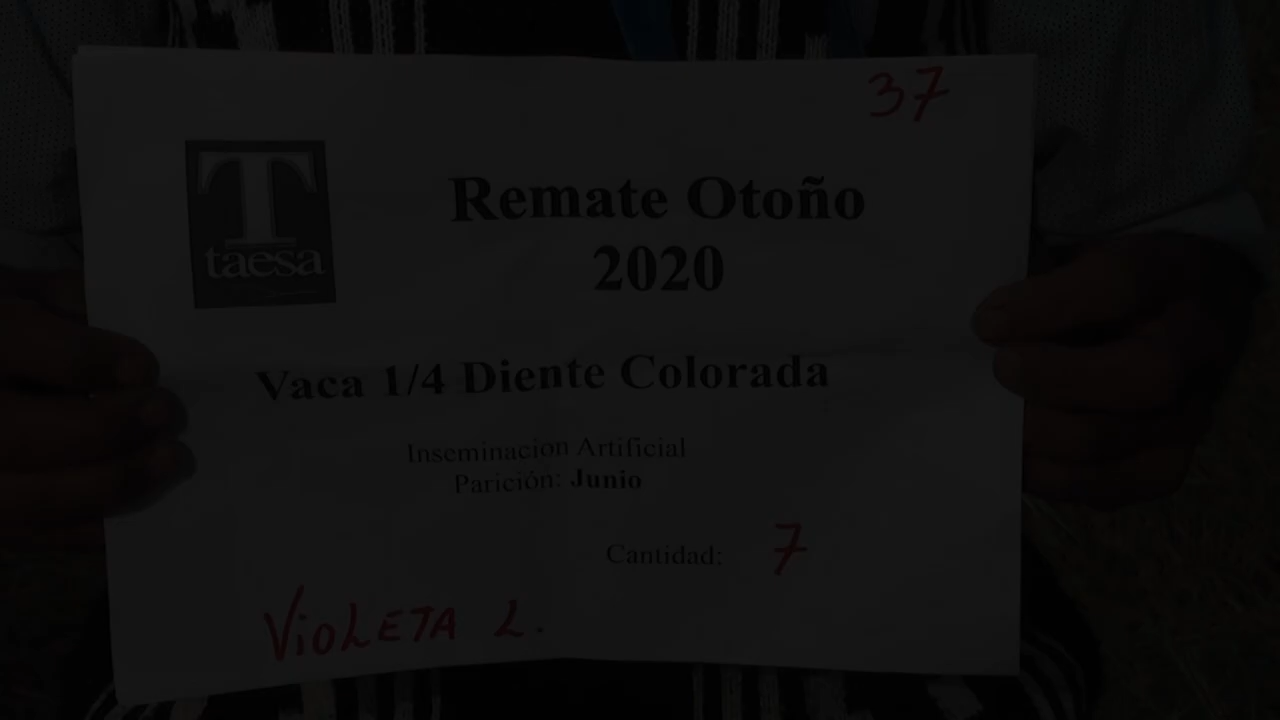 37
T
taesa
Remate Otoño
2020
Vaca 1/4 Diente Colorada
Inseminacion Artificial
Parición: Junio
Cantidad: 7
VioLETA L.